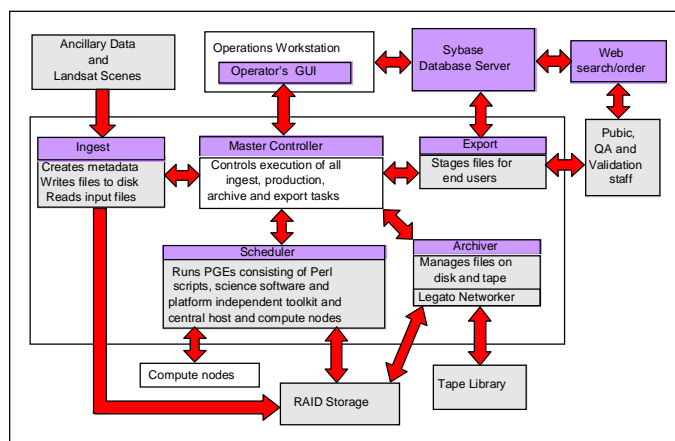 Ancillary Data
and
Landsat Scenes
Operations Workstation
Operator's GUI
Sybase
Database Server
Web
search/order
Ingest
Creates metadata
Writes files to disk
Reads input files
Master Controller
Controls execution of all
ingest, production,
archive and export tasks
Export
Stages files for
end users
Pubic,
QA and
Validation
staff
Scheduler
Runs PGEs consisting of Perl
scripts, science software and
platform independent toolkit and
central host and compute nodes
Archiver
Manages files on
disk and tape
Legato Networker
Compute nodes
RAID Storage
Tape Library